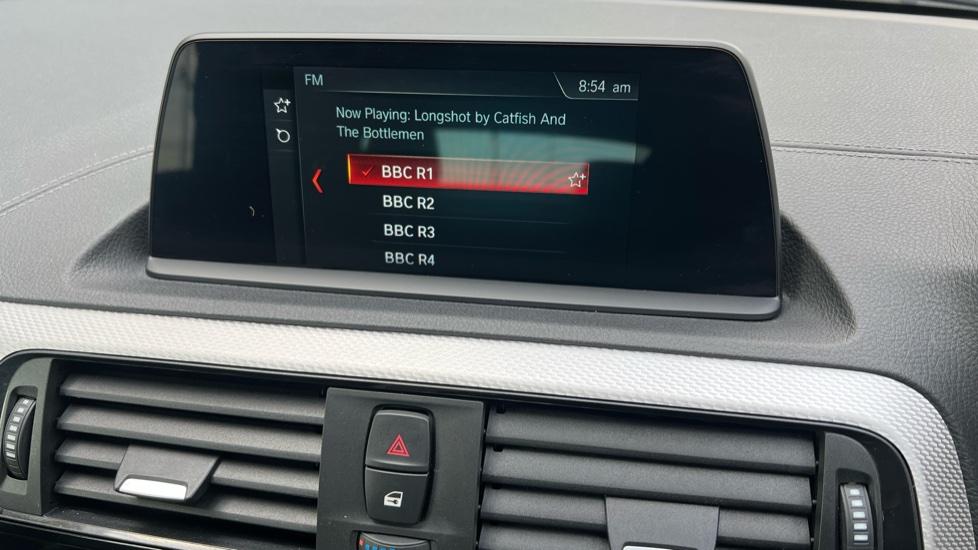 FM
8:54 am
Now Playing: Longshot by Catfish And
The Bottlemen
BBC R1
BBC R2
BBC R3
BBC R4